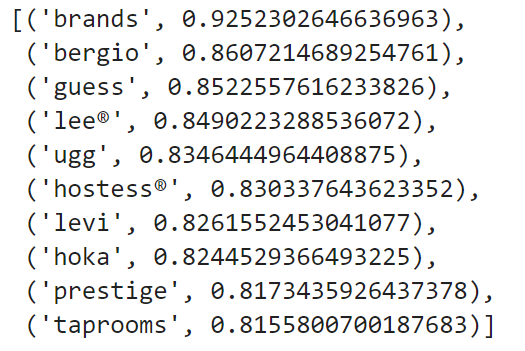 [('brands', 0.9252302646636963),
('bergio', 0.8607214689254761),
('guess', 0.8522557616233826),
('lee®', 0.8490223288536072),
('ugg', 0.8346444964408875),
('hostess®', 0.830337643623352),
('levi', 0.8261552453041077),
('hoka', 0.8244529366493225),
('prestige', 0.8173435926437378),
('taprooms', 0.8155800700187683)]